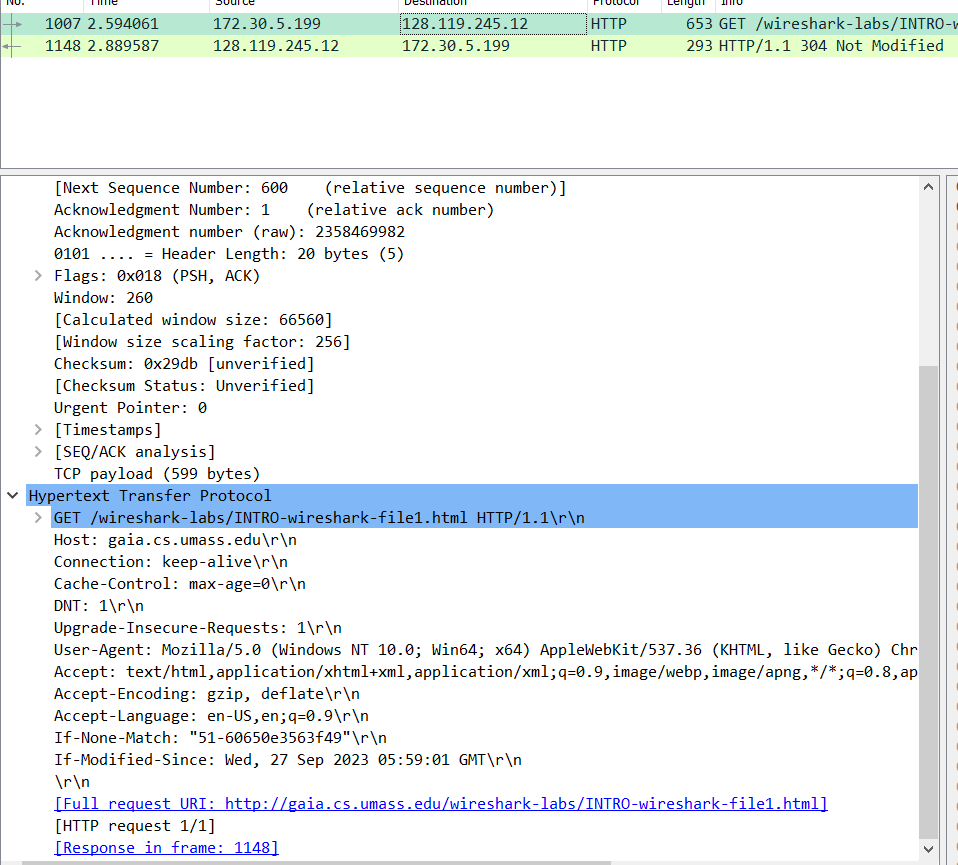 No. Time Source Destination Protocol Length Info
1007 2.594061 172.30.5.199 128.119.245.12 HTTP 653 GET /wireshark-labs/INTRO-w
1148 2.889587 128.119.245.12 172.30.5.199 HTTP 293 HTTP/1.1 304 Not Modified
[Next Sequence Number: 600    (relative sequence number)]
Acknowledgment Number: 1    (relative ack number)
Acknowledgment number (raw): 2358469982
0101 .... = Header Length: 20 bytes (5)
Flags: 0x018 (PSH, ACK)
Window: 260
[Calculated window size: 66560]
[Window size scaling factor: 256]
Checksum: 0x29db [unverified]
[Checksum Status: Unverified]
Urgent Pointer: 0
[Timestamps]
[SEQ/ACK analysis]
TCP payload (599 bytes)
Hypertext Transfer Protocol
GET /wireshark-labs/INTRO-wireshark-file1.html HTTP/1.1\r\n
Host: gaia.cs.umass.edu\r\n
Connection: keep-alive\r\n
Cache-Control: max-age=0\r\n
DNT: 1\r\n
Upgrade-Insecure-Requests: 1\r\n
User-Agent: Mozilla/5.0 (Windows NT 10.0; Win64; x64) AppleWebKit/537.36 (KHTML, like Gecko) Chr
Accept: text/html,application/xhtml+xml,application/xml;q=0.9,image/webp,image/apng,*/*;q=0.8,ap
Accept-Encoding: gzip, deflate\r\n
Accept-Language: en-US,en;q=0.9\r\n
If-None-Match: "51-60650e3563f49"\r\n
If-Modified-Since: Wed, 27 Sep 2023 05:59:01 GMT\r\n
\r\n
[Full request URI: http://gaia.cs.umass.edu/wireshark-labs/INTRO-wireshark-file1.html]
[HTTP request 1/1]
[Response in frame: 1148]